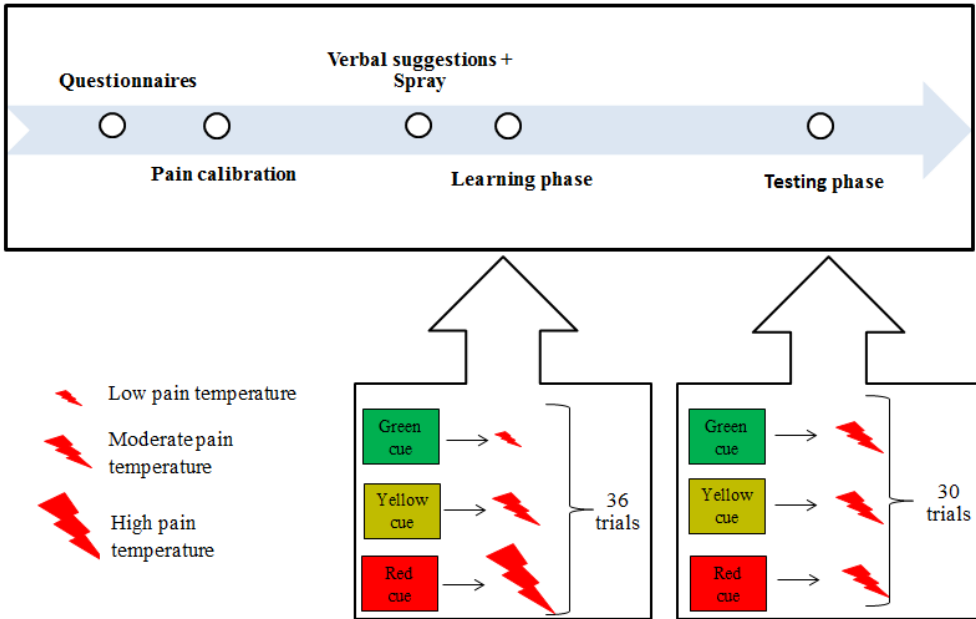 Verbal suggestions +
Spray
Questionnaires
Pain calibration
Learning phase
Testing phase
Low pain temperature
Moderate pain
temperature
High pain
temperature
Green
cue
Yellow
cue
Red
cue
36
trials
Green
cue
Yellow
cue
Red
cue
30
trials